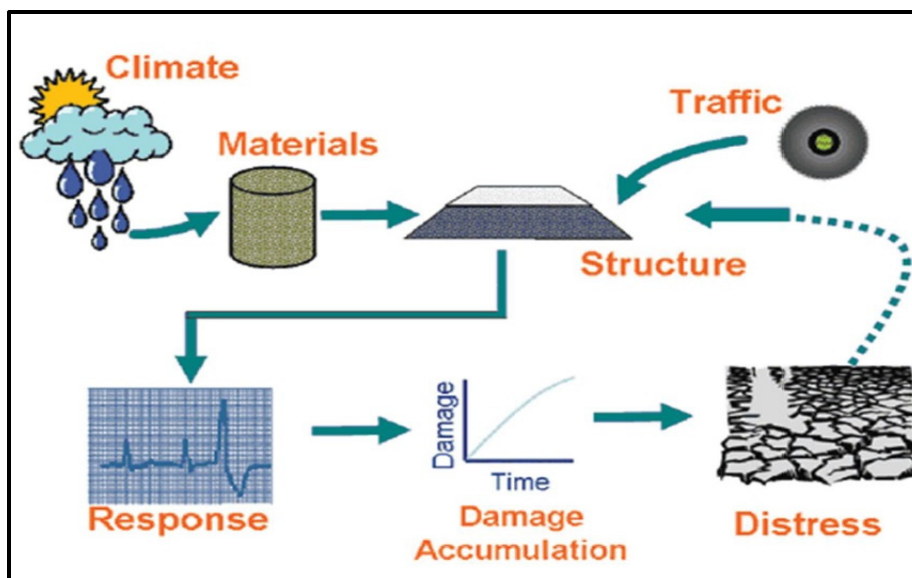 Climate
Traffic
Materials
Structure
Damage
Time
Response
Damage
Accumulation
Distress